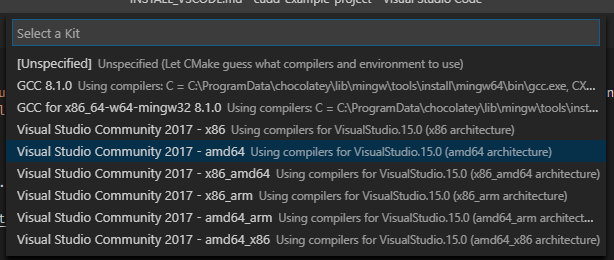 INSTALL_VSCODE.md - cudd-example-project - Visual Studio Code
Select a Kit
[Unspecified] Unspecified (Let CMake guess what compilers and environment to use)
GCC 8.1.0 Using compilers: C = C:\ProgramData\chocolatey\lib\mingw\tools\install\mingw64\bin\gcc.exe, CX...
GCC for x86_64-w64-mingw32 8.1.0 Using compilers: C = C:\ProgramData\chocolatey\lib\mingw\tools\inst...
Visual Studio Community 2017 - x86 Using compilers for VisualStudio.15.0 (x86 architecture)
Visual Studio Community 2017 - amd64 Using compilers for VisualStudio.15.0 (amd64 architecture)
Visual Studio Community 2017 - x86_amd64 Using compilers for VisualStudio.15.0 (x86_amd64 architecture)
Visual Studio Community 2017 - x86_arm Using compilers for VisualStudio.15.0 (x86_arm architecture)
Visual Studio Community 2017 - amd64_arm Using compilers for VisualStudio.15.0 (amd64_arm architect...
Visual Studio Community 2017 - amd64_x86 Using compilers for VisualStudio.15.0 (amd64_x86 architecture)